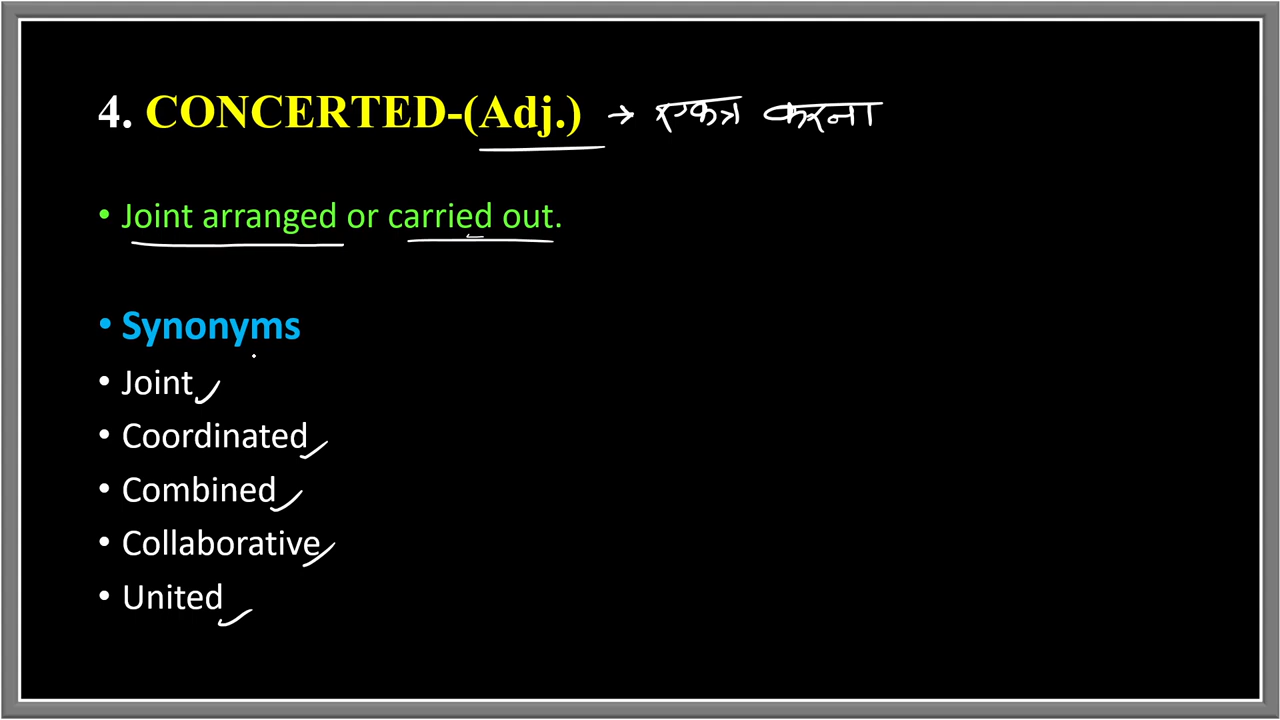 4. CONCERTED-(Adj.) → एकत्र करना
• Joint arranged or carried out.
• Synonyms
• Joint
• Coordinated
• Combined
• Collaborative
• United